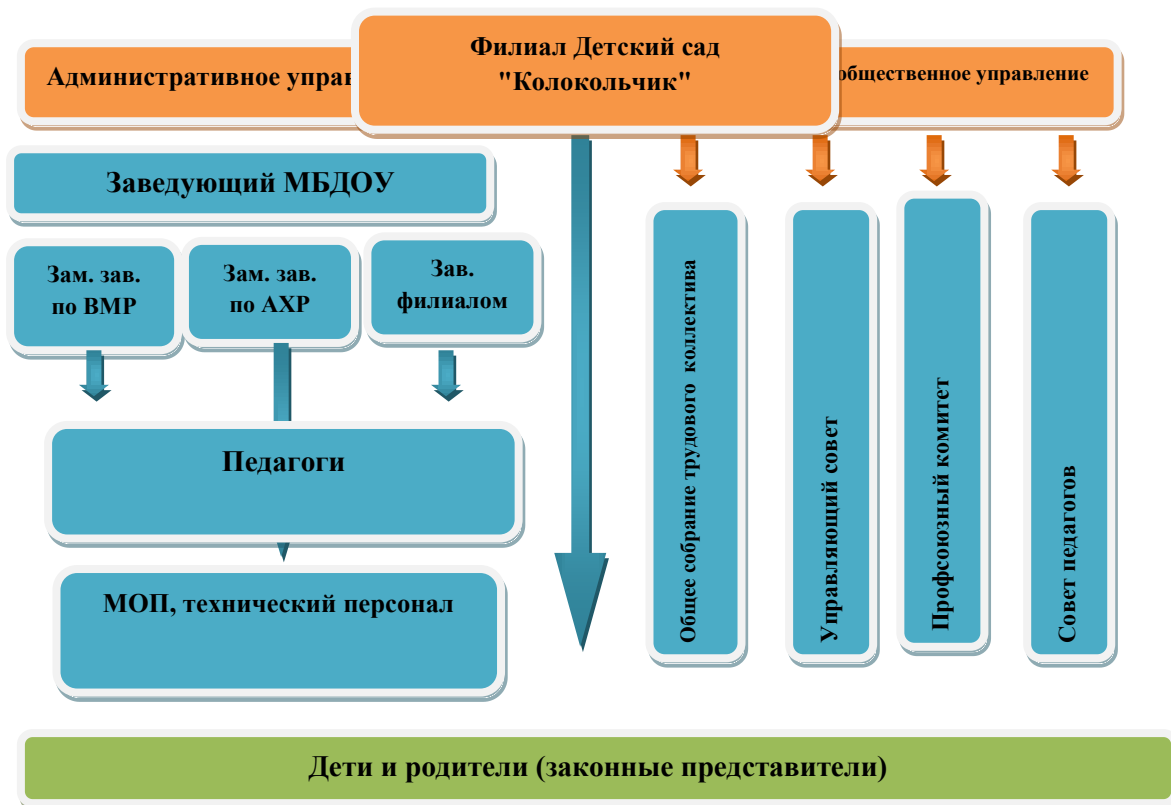 Филиал Детский сад
"Колокольчик"
Административное
общественное управление
Заведующий МБДОУ
Зам. зав.
по ВМР
Зам. зав.
по АХР
Зав.
филиалом
Педагоги
МОП, технический персонал
Общее собрание трудового коллектива
Управляющий совет
Профсоюзный комитет
Совет педагогов
Дети и родители (законные представители)